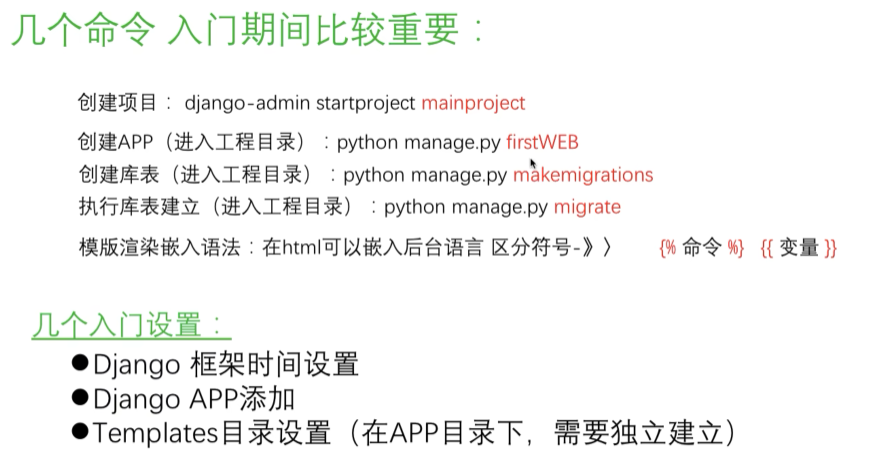 几个命令 入门期间比较重要：
创建项目： django-admin startproject mainproject
创建APP（进入工程目录）：python manage.py firstWEB
创建库表（进入工程目录）：python manage.py makemigrations
执行库表建立（进入工程目录）：python manage.py migrate
模版渲染嵌入语法：在html可以嵌入后台语言 区分符号-》〉 {% 命令 %} {{ 变量 }}
几个入门设置：
●Django 框架时间设置
●Django APP添加
●Templates目录设置（在APP目录下，需要独立建立）